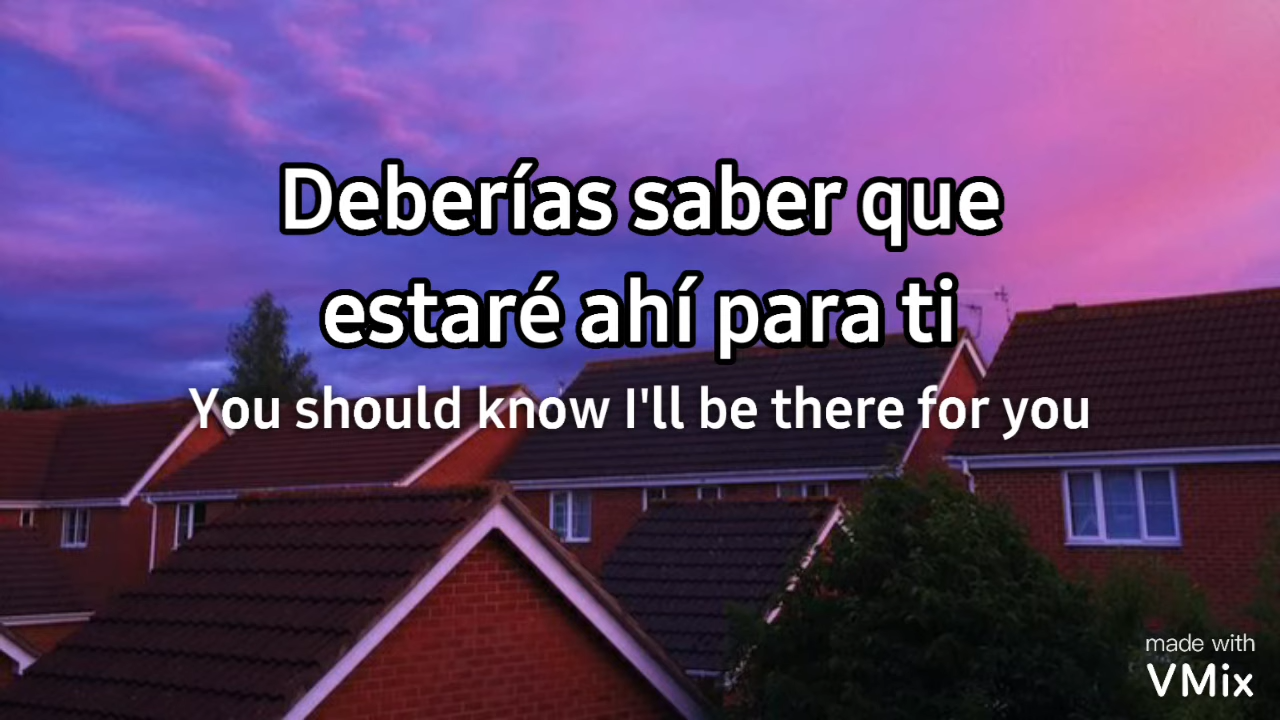 Deberías saber que
estaré ahí para ti
You should know I'll be there for you
made with
VMix